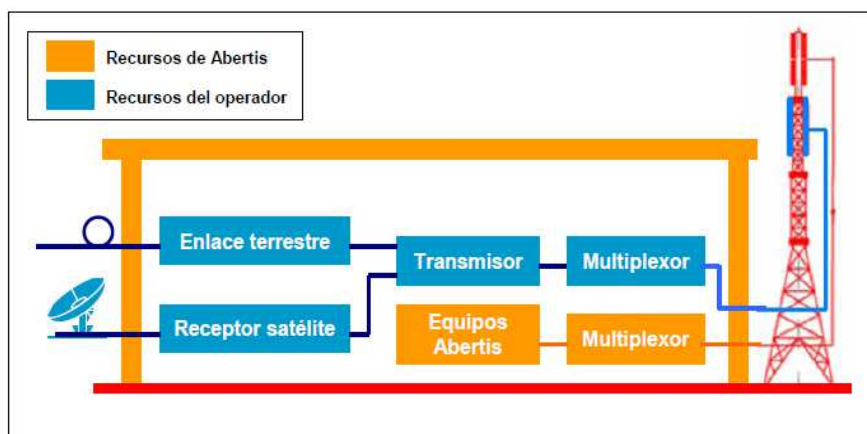 Recursos de Abertis
Recursos del operador
Enlace terrestre
Transmisor
Multiplexor
Receptor satélite
Equipos
Abertis
Multiplexor